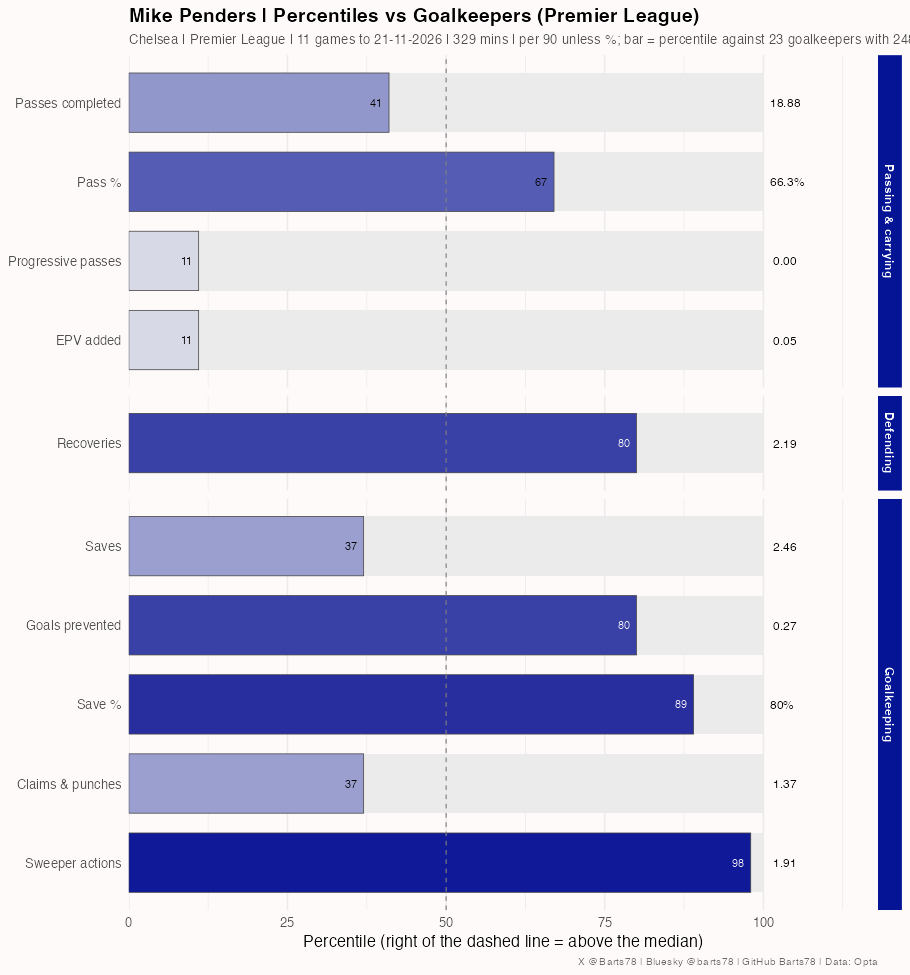 Mike Penders | Percentiles vs Goalkeepers (Premier League)
Chelsea | Premier League | 11 games to 21-11-2026 | 329 mins | per 90 unless %; bar = percentile against 23 goalkeepers with 248
Passing & carrying
Passes completed 41 18.88
Pass % 67 66.3%
Progressive passes 11 0.00
EPV added 11 0.05
Defending
Recoveries 80 2.19
Goalkeeping
Saves 37 2.46
Goals prevented 80 0.27
Save % 89 80%
Claims & punches 37 1.37
Sweeper actions 98 1.91
0 25 50 75 100
Percentile (right of the dashed line = above the median)
X @Barts78 | Bluesky @barts78 | GitHub Barts78 | Data: Opta